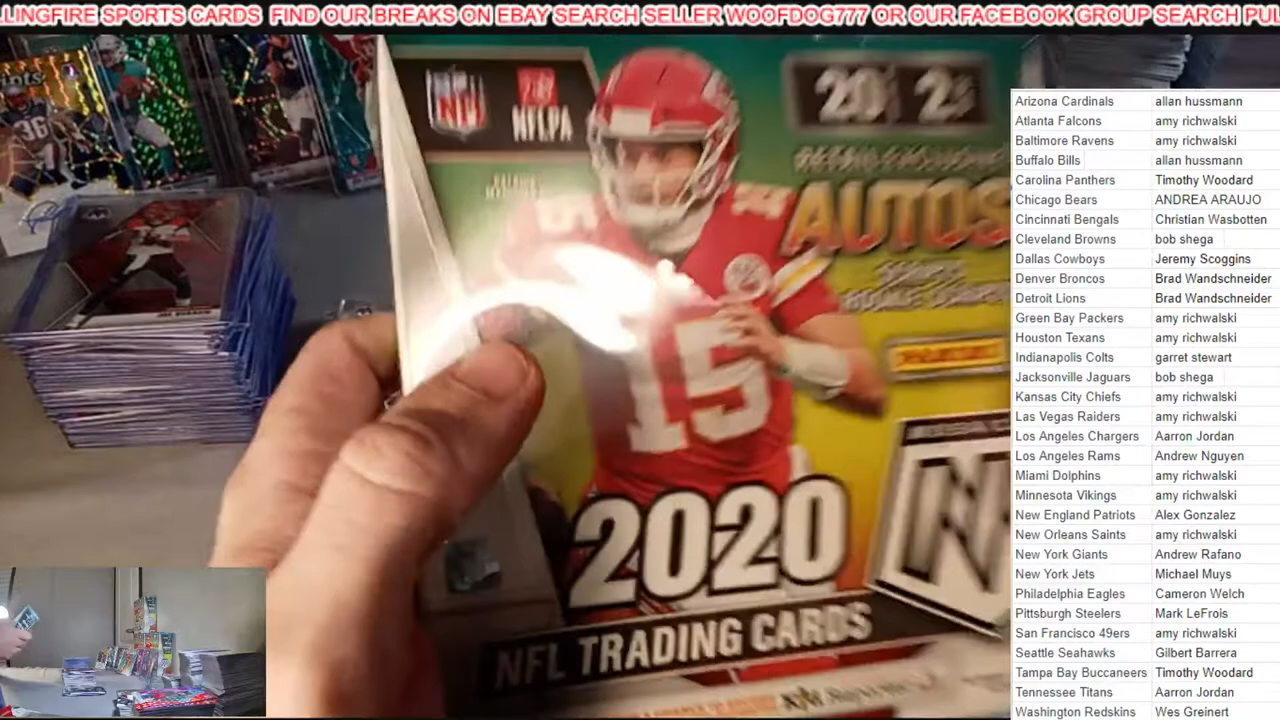 LLINGFIRE SPORTS CARDS FIND OUR BREAKS ON EBAY SEARCH SELLER WOOFDOG777 OR OUR FACEBOOK GROUP SEARCH PUL
NFL
NFLPA
20 2
AUTOS
36
15
2020
NFL TRADING CARDS
Arizona Cardinals allan hussmann
Atlanta Falcons amy richwalski
Baltimore Ravens amy richwalski
Buffalo Bills allan hussmann
Carolina Panthers Timothy Woodard
Chicago Bears ANDREA ARAUJO
Cincinnati Bengals Christian Wasbotten
Cleveland Browns bob shega
Dallas Cowboys Jeremy Scoggins
Denver Broncos Brad Wandschneider
Detroit Lions Brad Wandschneider
Green Bay Packers amy richwalski
Houston Texans amy richwalski
Indianapolis Colts garret stewart
Jacksonville Jaguars bob shega
Kansas City Chiefs amy richwalski
Las Vegas Raiders amy richwalski
Los Angeles Chargers Aarron Jordan
Los Angeles Rams Andrew Nguyen
Miami Dolphins amy richwalski
Minnesota Vikings amy richwalski
New England Patriots Alex Gonzalez
New Orleans Saints amy richwalski
New York Giants Andrew Rafano
New York Jets Michael Muys
Philadelphia Eagles Cameron Welch
Pittsburgh Steelers Mark LeFrois
San Francisco 49ers amy richwalski
Seattle Seahawks Gilbert Barrera
Tampa Bay Buccaneers Timothy Woodard
Tennessee Titans Aarron Jordan
Washington Redskins Wes Greinert